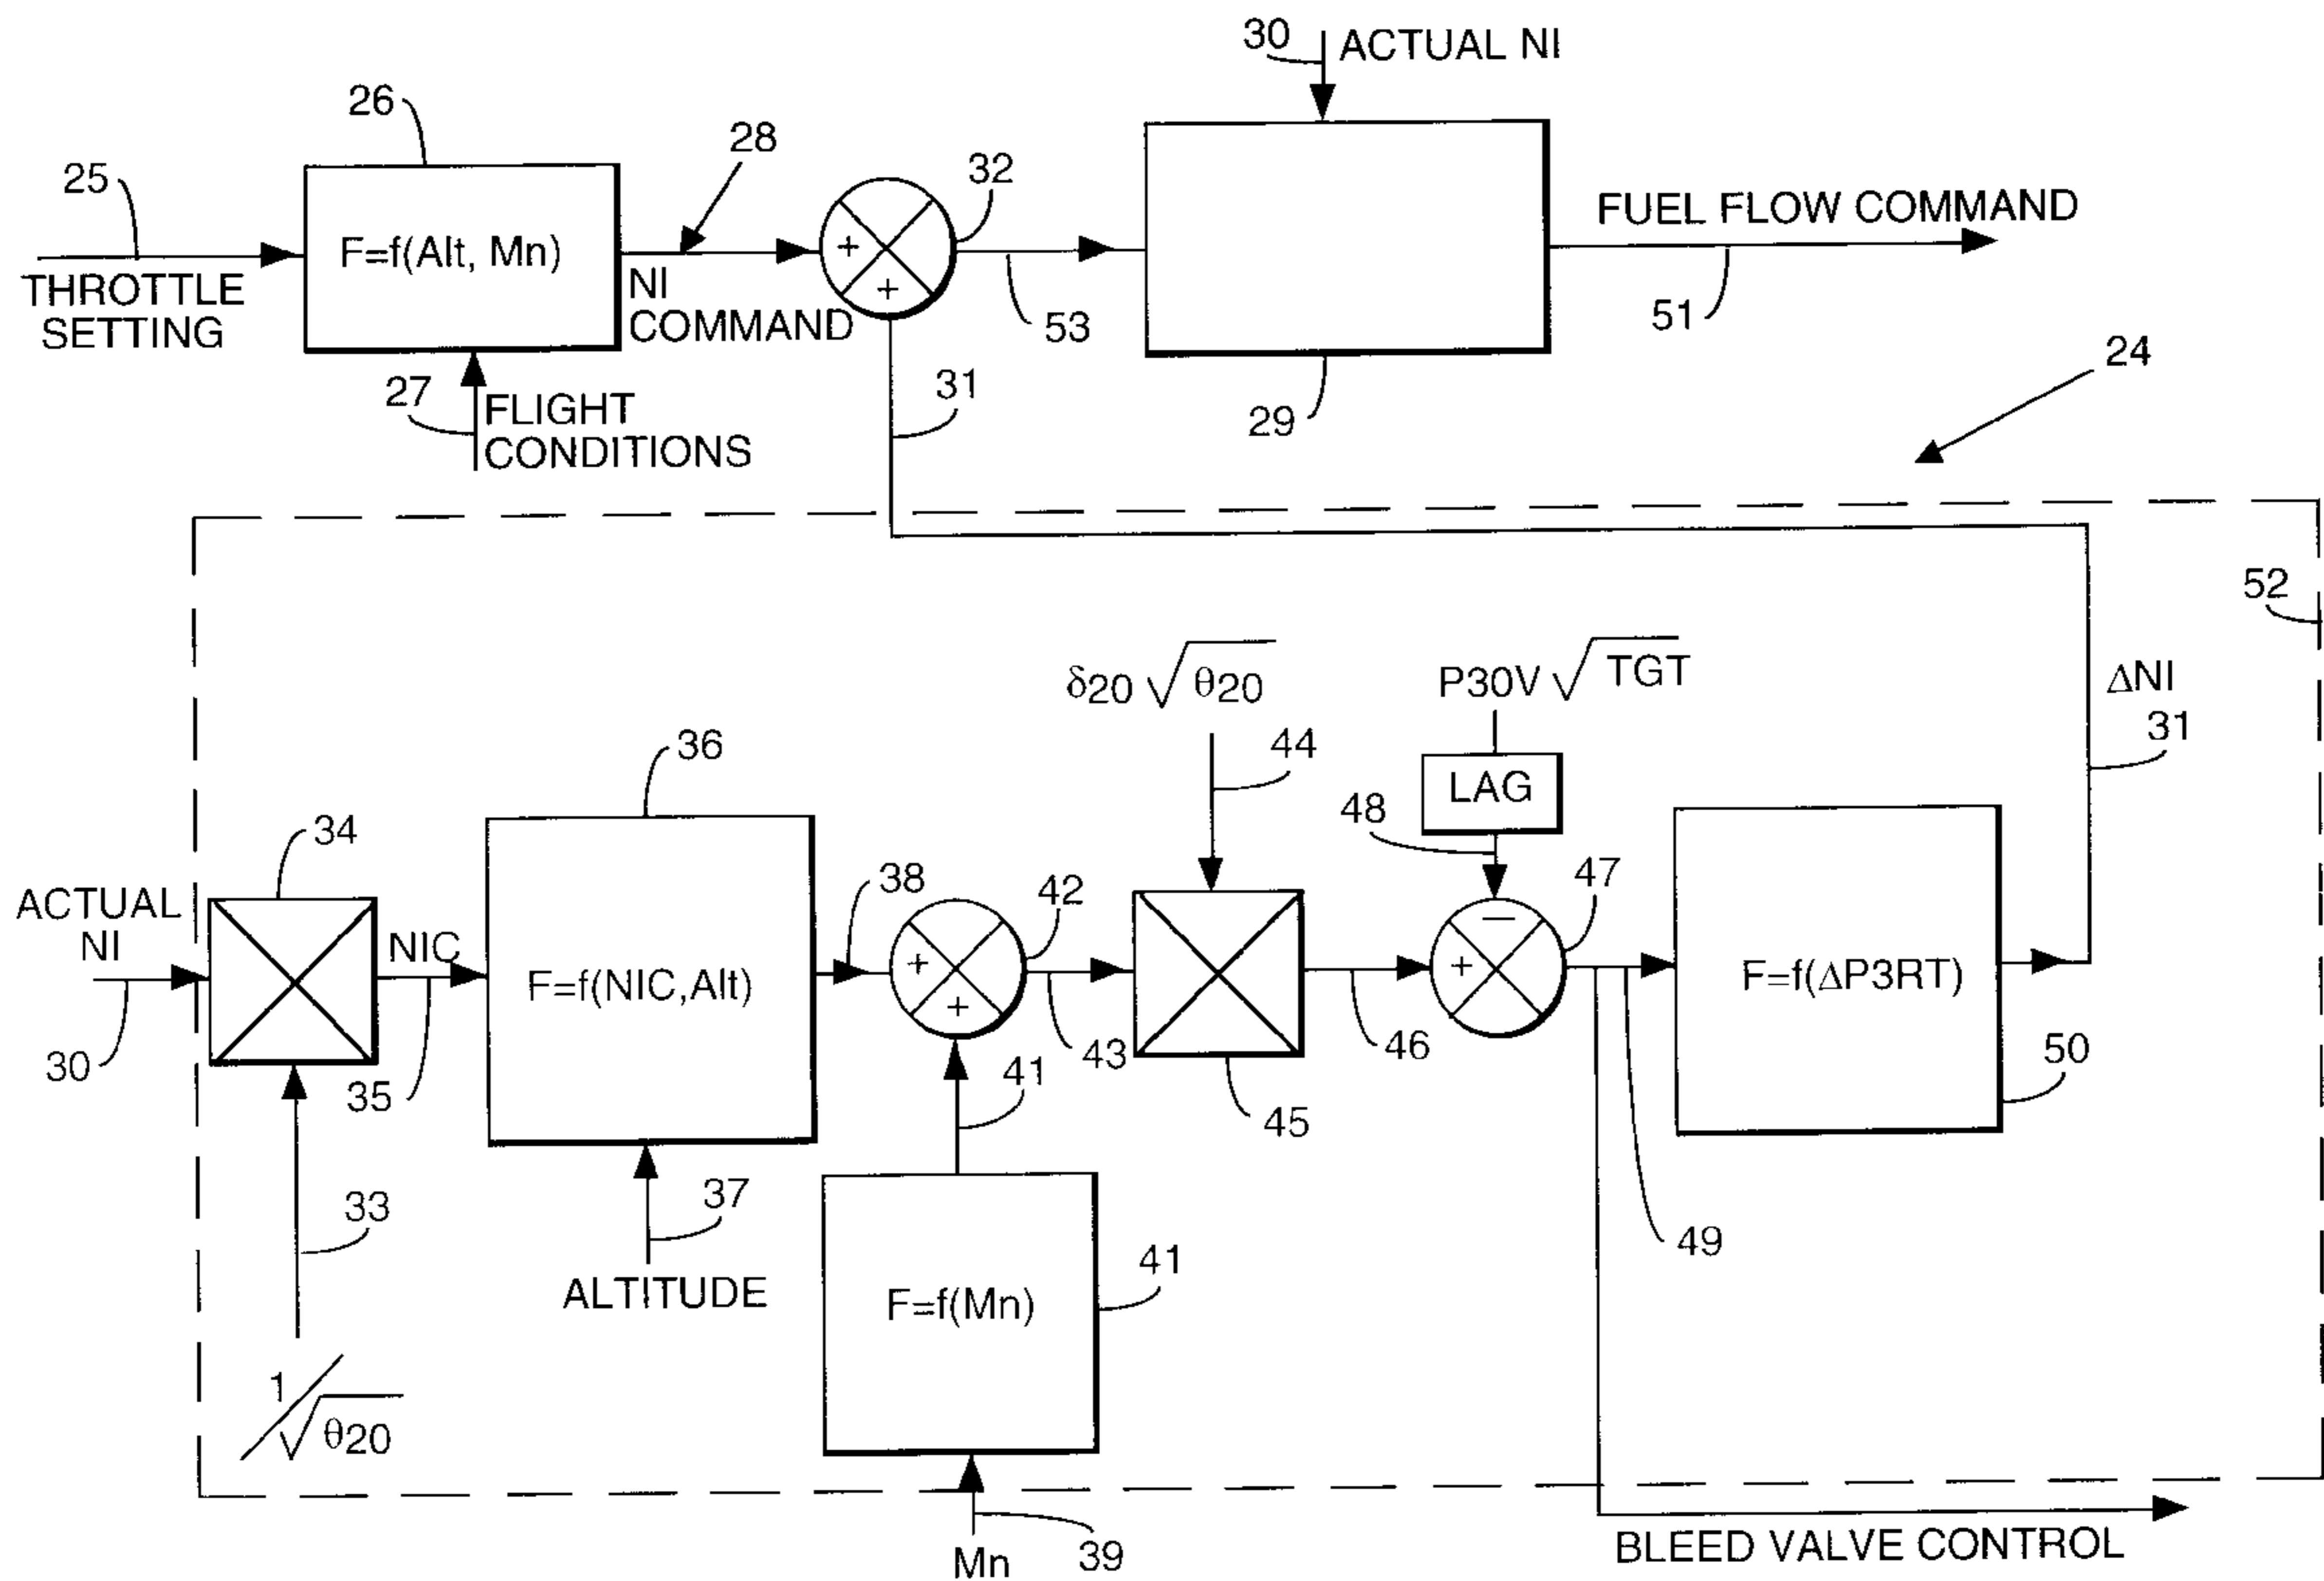 30
ACTUAL NI
26
28
32
25
F=f(Alt, Mn)
+
+
FUEL FLOW COMMAND
THROTTLE
SETTING
NI
COMMAND
53
51
27
FLIGHT
CONDITIONS
31
29
24
52
δ20 √θ20
P30V √TGT
ΔNI
31
36
44
LAG
48
34
38
42
47
ACTUAL
NI
NIC
F=f(NIC,Alt)
+
+
−
+
F=f(ΔP3RT)
30
35
41
43
45
46
50
33
37
49
ALTITUDE
F=f(Mn)
41
1/√θ20
Mn
39
BLEED VALVE CONTROL